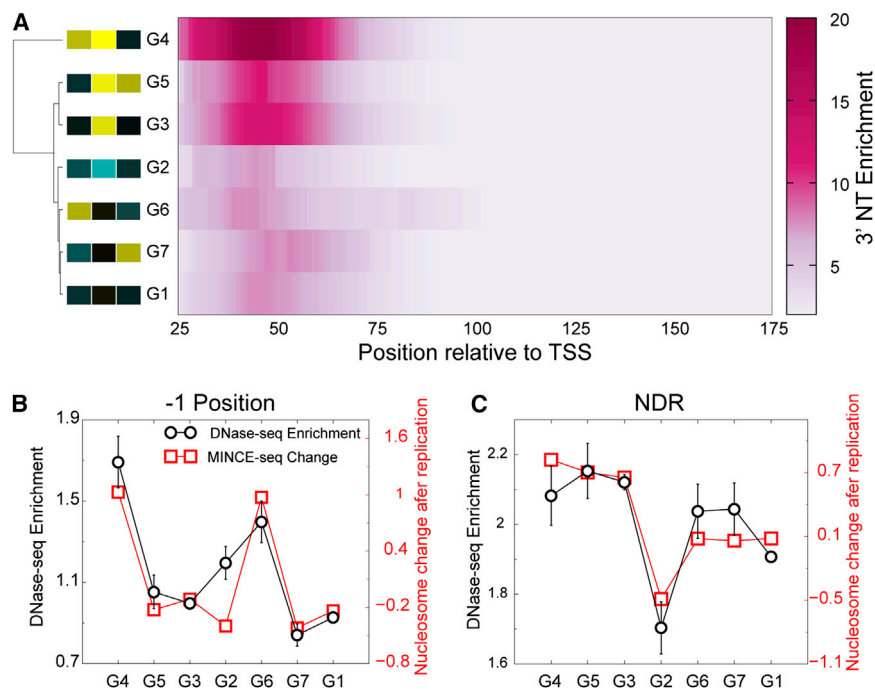 A
G4
G5
G3
G2
G6
G7
G1
25 50 75 100 125 150 175
Position relative to TSS
20
15
10
5
3' NT Enrichment
B
-1 Position
1.9
1.5
1.1
0.7
DNase-seq Enrichment
DNase-seq Enrichment
MINCE-seq Change
1.6
1
0.4
−0.2
−0.8
Nucleosome change afer replication
G4 G5 G3 G2 G6 G7 G1
C
NDR
2.2
2
1.8
1.6
DNase-seq Enrichment
0.7
0.1
−0.5
−1.1
Nucleosome change afer replication
G4 G5 G3 G2 G6 G7 G1